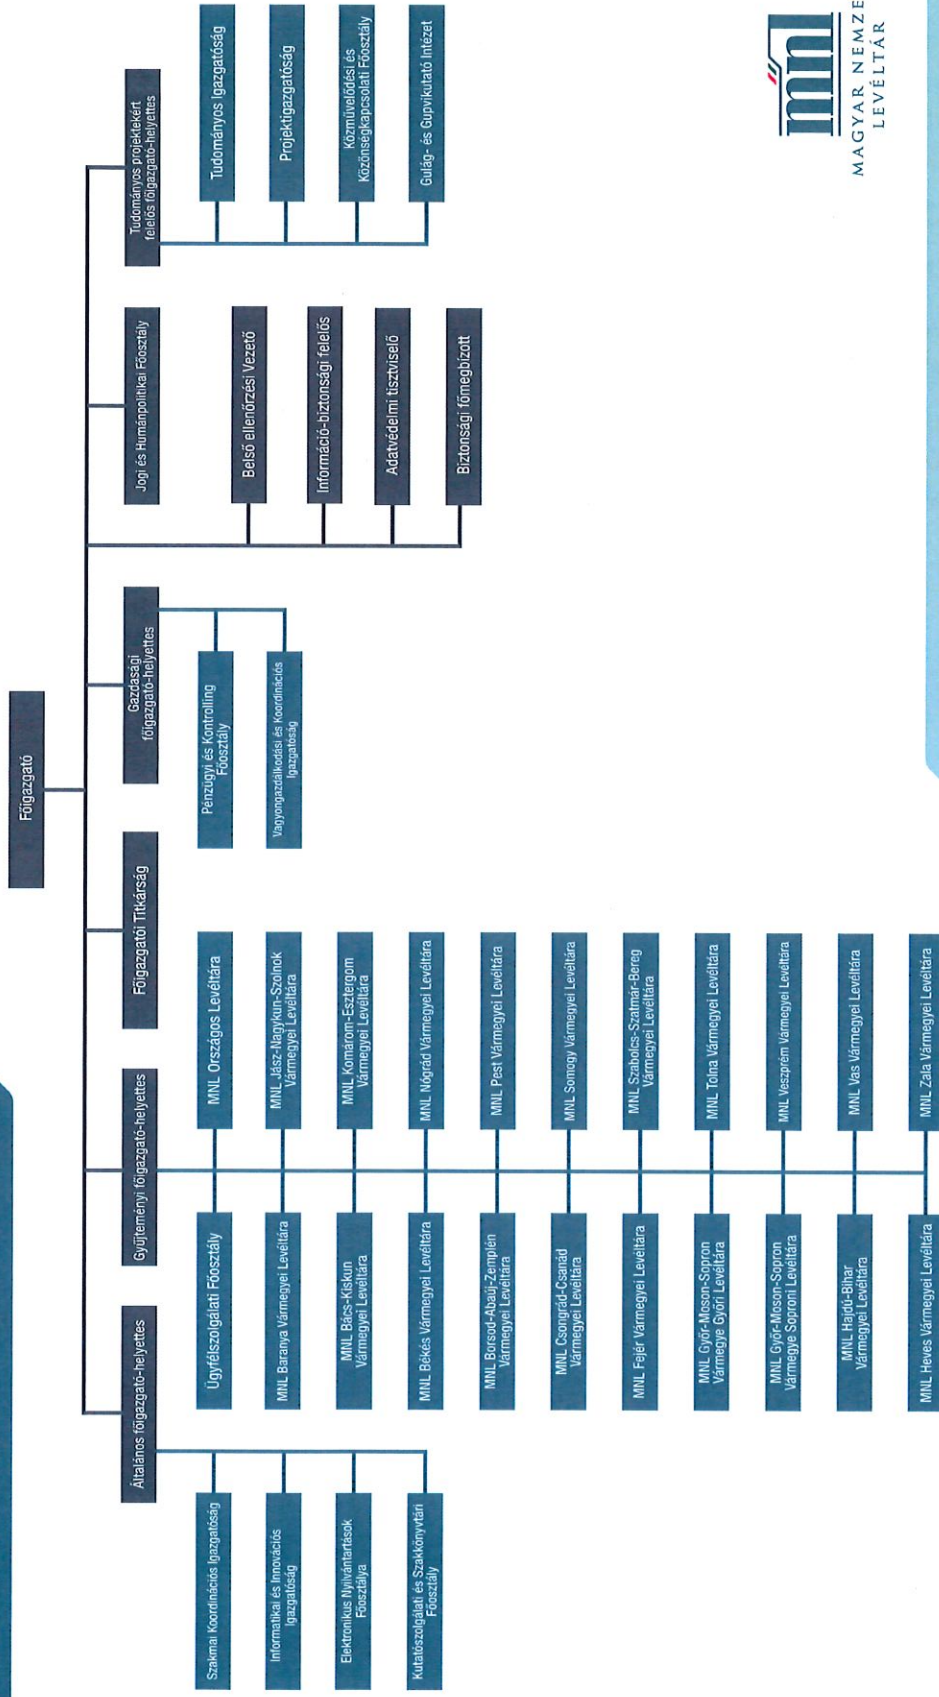 Főigazgató
Általános főigazgató-helyettes
Gyűjteményi főigazgató-helyettes
Főigazgatói Titkárság
Gazdasági
főigazgató-helyettes
Jogi és Humánpolitikai Főosztály
Tudományos projektekért
felelős főigazgató-helyettes
Szakmai Koordinációs Igazgatóság
Informatikai és Innovációs
Igazgatóság
Elektronikus Nyilvántartások
Főosztálya
Kutatószolgálati és Szakkönyvtári
Főosztály
Ügyfélszolgálati Főosztály
MNL Baranya Vármegyei Levéltára
MNL Bács-Kiskun
Vármegyei Levéltára
MNL Békés Vármegyei Levéltára
MNL Borsod-Abaúj-Zemplén
Vármegyei Levéltára
MNL Csongrád-Csanád
Vármegyei Levéltára
MNL Fejér Vármegyei Levéltára
MNL Győr-Moson-Sopron
Vármegye Győri Levéltára
MNL Győr-Moson-Sopron
Vármegye Soproni Levéltára
MNL Hajdú-Bihar
Vármegyei Levéltára
MNL Heves Vármegyei Levéltára
MNL Országos Levéltára
MNL Jász-Nagykun-Szolnok
Vármegyei Levéltára
MNL Komárom-Esztergom
Vármegyei Levéltára
MNL Nógrád Vármegyei Levéltára
MNL Pest Vármegyei Levéltára
MNL Somogy Vármegyei Levéltára
MNL Szabolcs-Szatmár-Bereg
Vármegyei Levéltára
MNL Tolna Vármegyei Levéltára
MNL Veszprém Vármegyei Levéltára
MNL Vas Vármegyei Levéltára
MNL Zala Vármegyei Levéltára
Pénzügyi és Kontrolling
Főosztály
Vagyongazdálkodási és Koordinációs
Igazgatóság
Belső ellenőrzési Vezető
Információ-biztonsági felelős
Adatvédelmi tisztviselő
Biztonsági főmegbízott
Tudományos Igazgatóság
Projektigazgatóság
Közművelődési és
Közönségkapcsolati Főosztály
Gulág- és Gupvikutató Intézet
mnl
MAGYAR NEMZE
LEVÉLTÁR